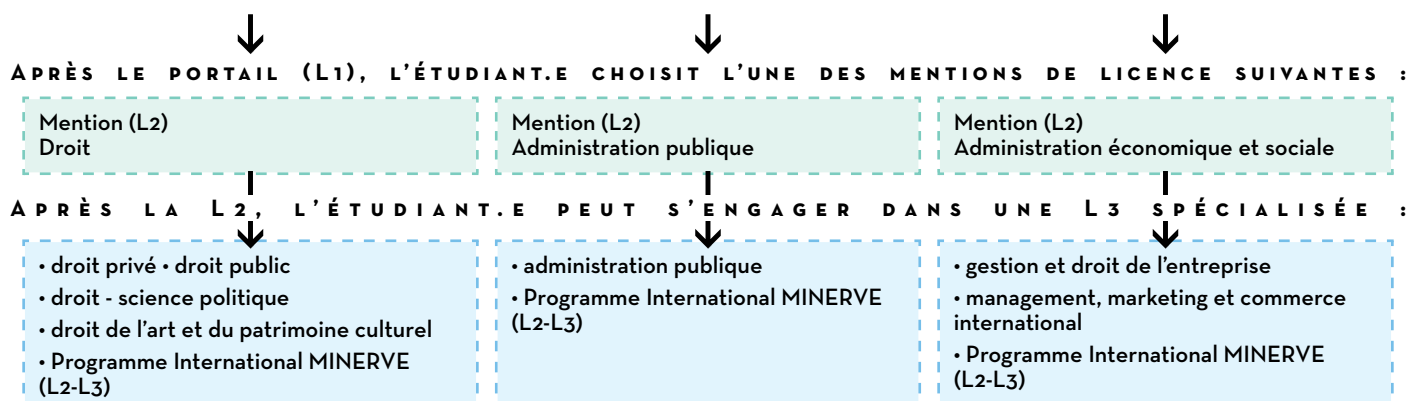 APRÈS LE PORTAIL (L1), L'ÉTUDIANT.E CHOISIT L'UNE DES MENTIONS DE LICENCE SUIVANTES :
Mention (L2)
Droit
Mention (L2)
Administration publique
Mention (L2)
Administration économique et sociale
APRÈS LA L2, L'ÉTUDIANT.E PEUT S'ENGAGER DANS UNE L3 SPÉCIALISÉE :
• droit privé • droit public
• droit - science politique
• droit de l'art et du patrimoine culturel
• Programme International MINERVE
(L2-L3)
• administration publique
• Programme International MINERVE
(L2-L3)
• gestion et droit de l'entreprise
• management, marketing et commerce
international
• Programme International MINERVE
(L2-L3)